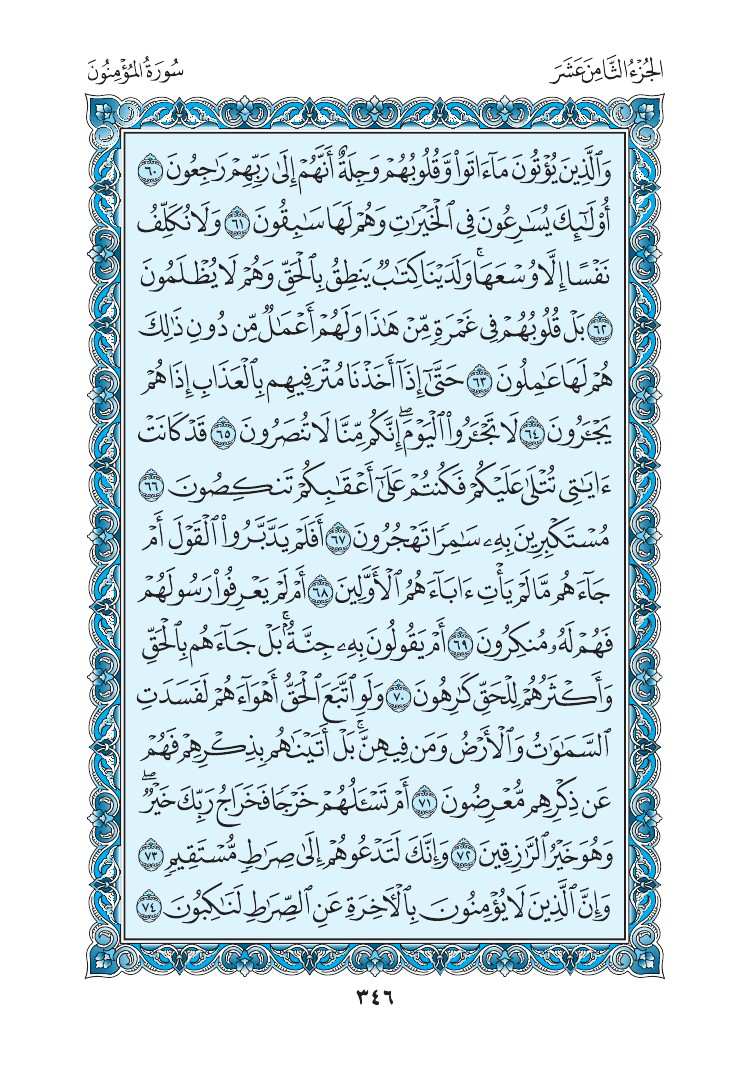 الجُزْءُ الثَّامِنَ عَشَرَ
سُورَةُ المُؤْمِنُونَ
وَٱلَّذِينَ يُؤْتُونَ مَآ ءَاتَوا۟ وَّقُلُوبُهُمْ وَجِلَةٌ أَنَّهُمْ إِلَىٰ رَبِّهِمْ رَٰجِعُونَ ٦٠
أُو۟لَٰٓئِكَ يُسَٰرِعُونَ فِى ٱلْخَيْرَٰتِ وَهُمْ لَهَا سَٰبِقُونَ ٦١ وَلَا نُكَلِّفُ
نَفْسًا إِلَّا وُسْعَهَا ۚ وَلَدَيْنَا كِتَٰبٌ يَنطِقُ بِٱلْحَقِّ وَهُمْ لَا يُظْلَمُونَ
٦٢ بَلْ قُلُوبُهُمْ فِى غَمْرَةٍ مِّنْ هَٰذَا وَلَهُمْ أَعْمَٰلٌ مِّن دُونِ ذَٰلِكَ
هُمْ لَهَا عَٰمِلُونَ ٦٣ حَتَّىٰٓ إِذَآ أَخَذْنَا مُتْرَفِيهِم بِٱلْعَذَابِ إِذَا هُمْ
يَجْـَٔرُونَ ٦٤ لَا تَجْـَٔرُوا۟ ٱلْيَوْمَ ۖ إِنَّكُم مِّنَّا لَا تُنصَرُونَ ٦٥ قَدْ كَانَتْ
ءَايَٰتِى تُتْلَىٰ عَلَيْكُمْ فَكُنتُمْ عَلَىٰٓ أَعْقَٰبِكُمْ تَنكِصُونَ ٦٦
مُسْتَكْبِرِينَ بِهِۦ سَٰمِرًا تَهْجُرُونَ ٦٧ أَفَلَمْ يَدَّبَّرُوا۟ ٱلْقَوْلَ أَمْ
جَآءَهُم مَّا لَمْ يَأْتِ ءَابَآءَهُمُ ٱلْأَوَّلِينَ ٦٨ أَمْ لَمْ يَعْرِفُوا۟ رَسُولَهُمْ
فَهُمْ لَهُۥ مُنكِرُونَ ٦٩ أَمْ يَقُولُونَ بِهِۦ جِنَّةٌۢ ۚ بَلْ جَآءَهُم بِٱلْحَقِّ
وَأَكْثَرُهُمْ لِلْحَقِّ كَٰرِهُونَ ٧٠ وَلَوِ ٱتَّبَعَ ٱلْحَقُّ أَهْوَآءَهُمْ لَفَسَدَتِ
ٱلسَّمَٰوَٰتُ وَٱلْأَرْضُ وَمَن فِيهِنَّ ۚ بَلْ أَتَيْنَٰهُم بِذِكْرِهِمْ فَهُمْ
عَن ذِكْرِهِم مُّعْرِضُونَ ٧١ أَمْ تَسْـَٔلُهُمْ خَرْجًا فَخَرَاجُ رَبِّكَ خَيْرٌ ۖ
وَهُوَ خَيْرُ ٱلرَّٰزِقِينَ ٧٢ وَإِنَّكَ لَتَدْعُوهُمْ إِلَىٰ صِرَٰطٍ مُّسْتَقِيمٍ ٧٣
وَإِنَّ ٱلَّذِينَ لَا يُؤْمِنُونَ بِٱلْءَاخِرَةِ عَنِ ٱلصِّرَٰطِ لَنَٰكِبُونَ ٧٤
٣٤٦